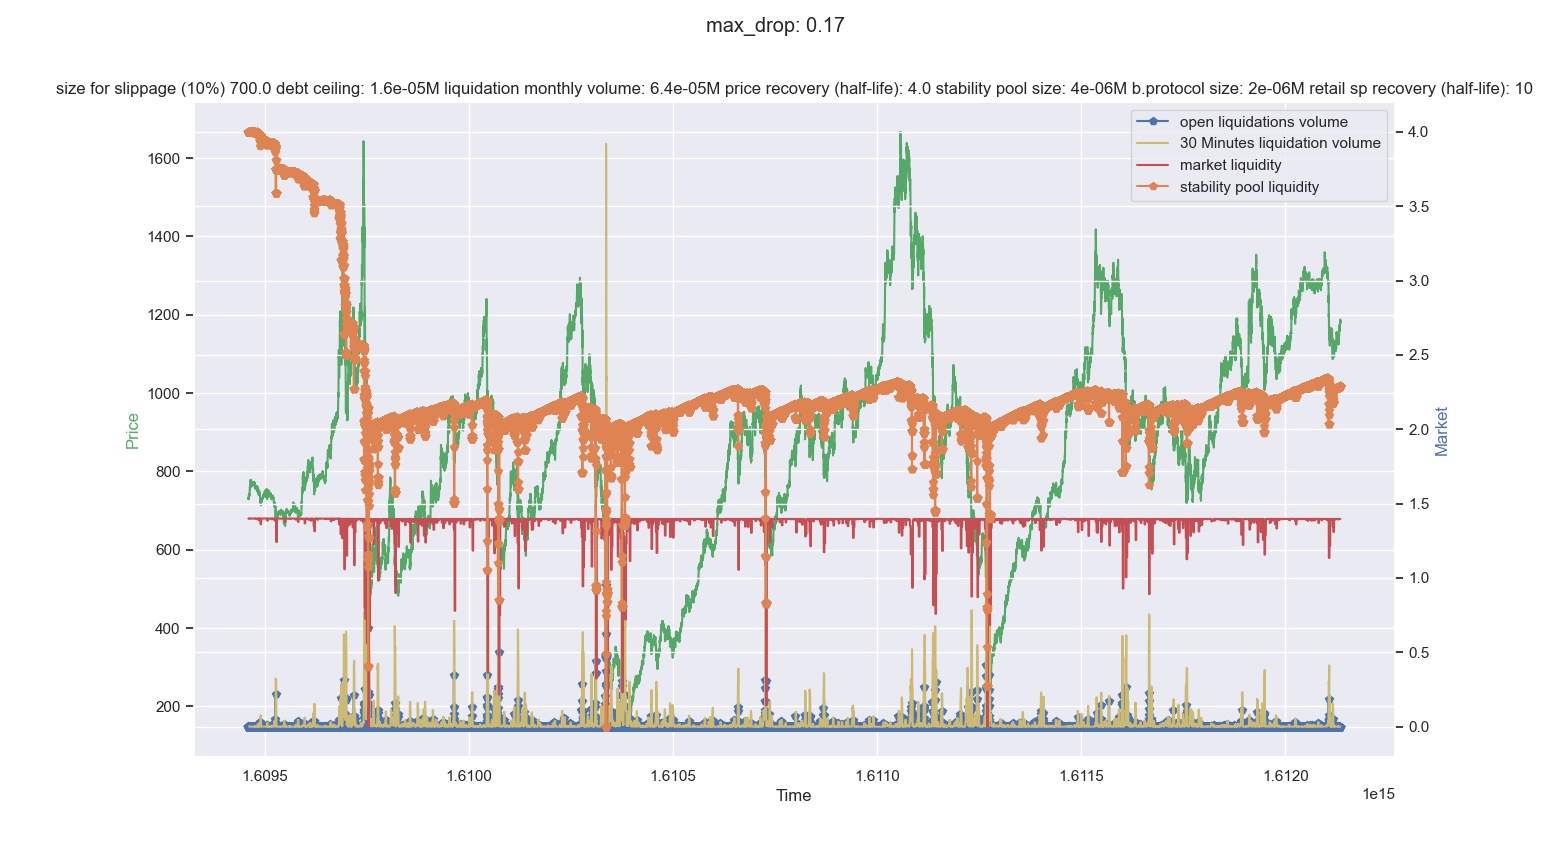 max_drop: 0.17
size for slippage (10%) 700.0 debt ceiling: 1.6e-05M liquidation monthly volume: 6.4e-05M price recovery (half-life): 4.0 stability pool size: 4e-06M b.protocol size: 2e-06M retail sp recovery (half-life): 10
open liquidations volume
30 Minutes liquidation volume
market liquidity
stability pool liquidity
Price
1600
1400
1200
1000
800
600
400
200
Market
4.0
3.5
3.0
2.5
2.0
1.5
1.0
0.5
0.0
1.6095 1.6100 1.6105 1.6110 1.6115 1.6120
Time
1e15